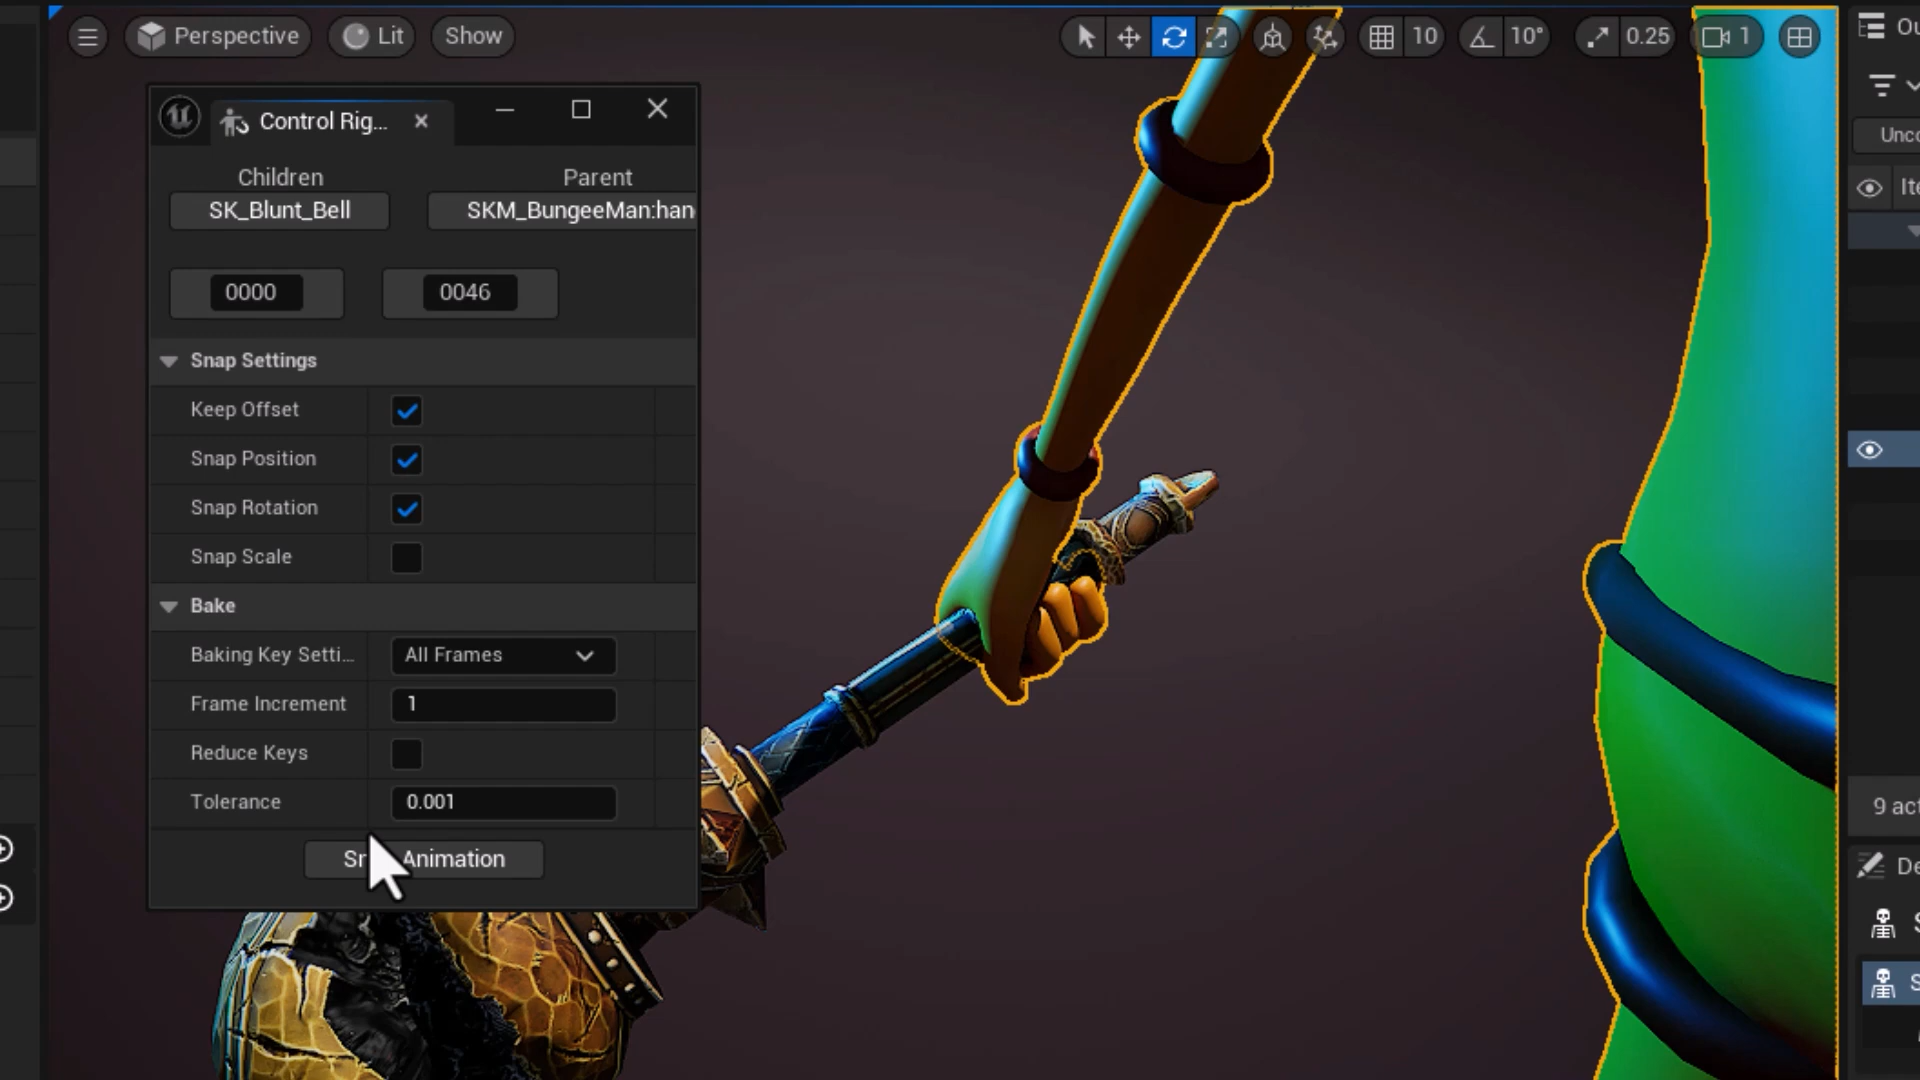 Perspective
Lit
Show
10
10°
0.25
1
Control Rig...
Children
Parent
SK_Blunt_Bell
SKM_BungeeMan:han
0000
0046
Snap Settings
Keep Offset
Snap Position
Snap Rotation
Snap Scale
Bake
Baking Key Setti...
All Frames
Frame Increment
1
Reduce Keys
Tolerance
0.001
Animation
Unco
Ite
9 act
De